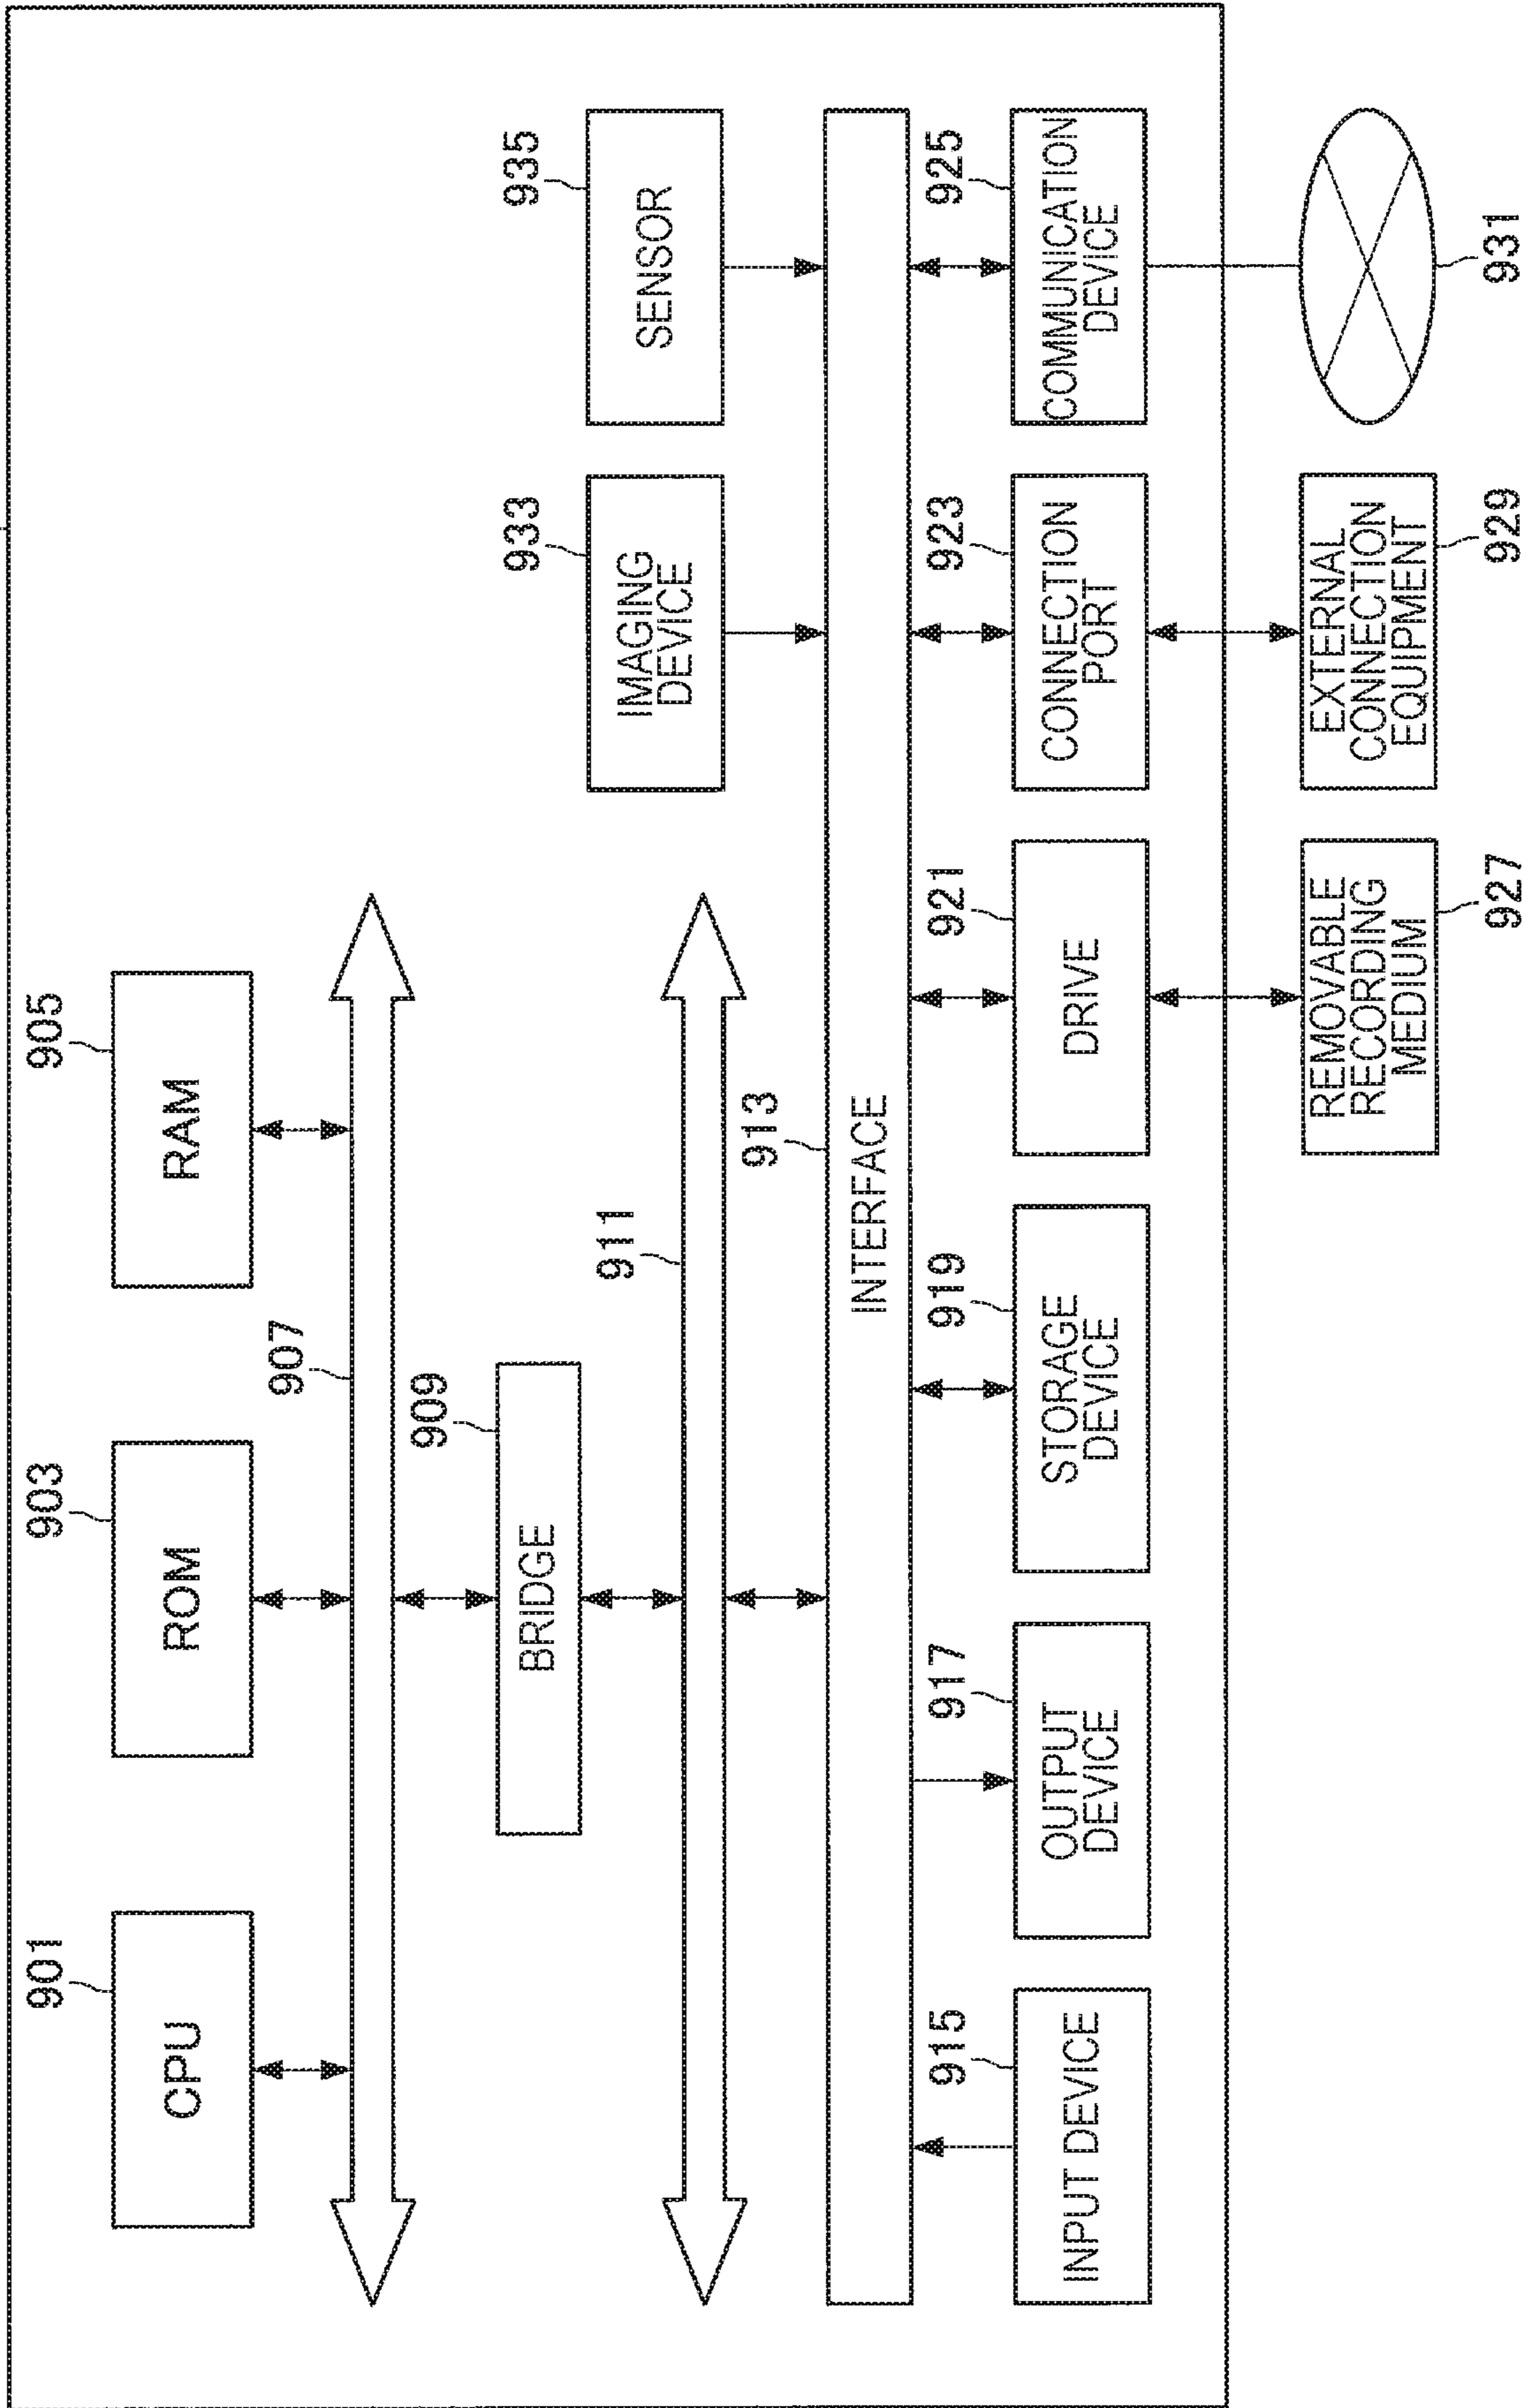 901
CPU
903
ROM
905
RAM
907
909
BRIDGE
911
933
IMAGING
DEVICE
935
SENSOR
913
INTERFACE
915
INPUT DEVICE
917
OUTPUT
DEVICE
919
STORAGE
DEVICE
921
DRIVE
923
CONNECTION
PORT
925
COMMUNICATION
DEVICE
REMOVABLE
RECORDING
MEDIUM
927
EXTERNAL
CONNECTION
EQUIPMENT
929
931